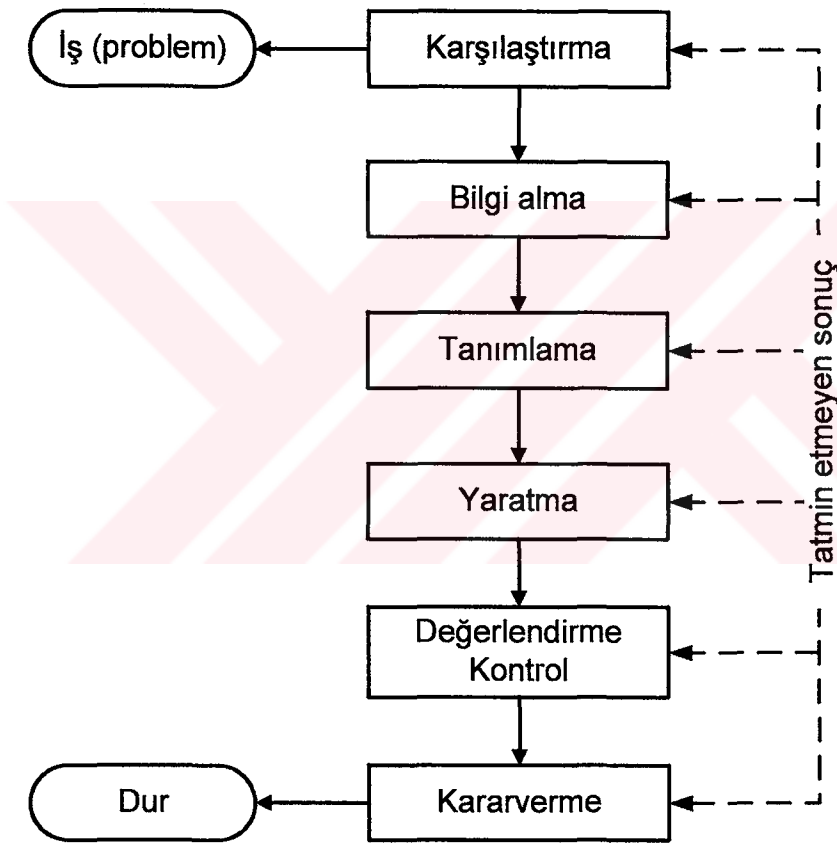 İş (problem)
Karşılaştırma
Bilgi alma
Tanımlama
Yaratma
Değerlendirme
Kontrol
Dur
Kararverme
Tatmin etmeyen sonuç